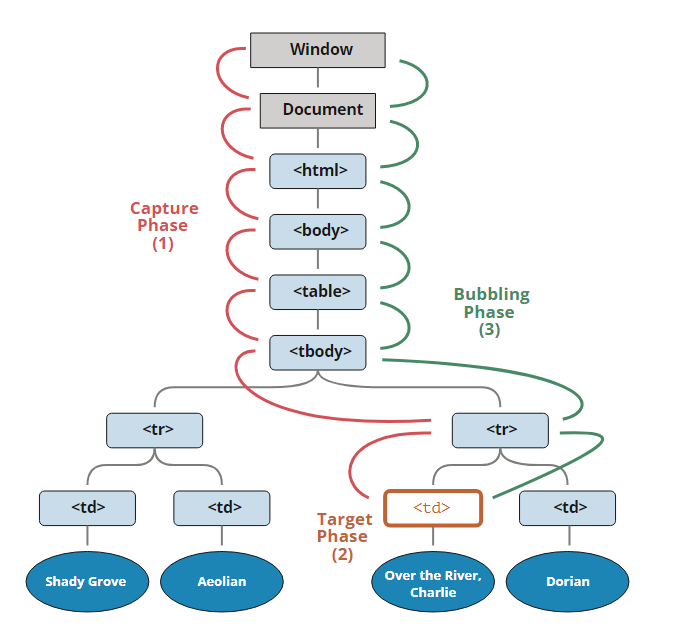 Window
Document
<html>
Capture
Phase
(1)
<body>
<table>
Bubbling
Phase
(3)
<tbody>
<tr>
<tr>
<td>
<td>
<td>
<td>
Target
Phase
(2)
Shady Grove
Aeolian
Over the River,
Charlie
Dorian